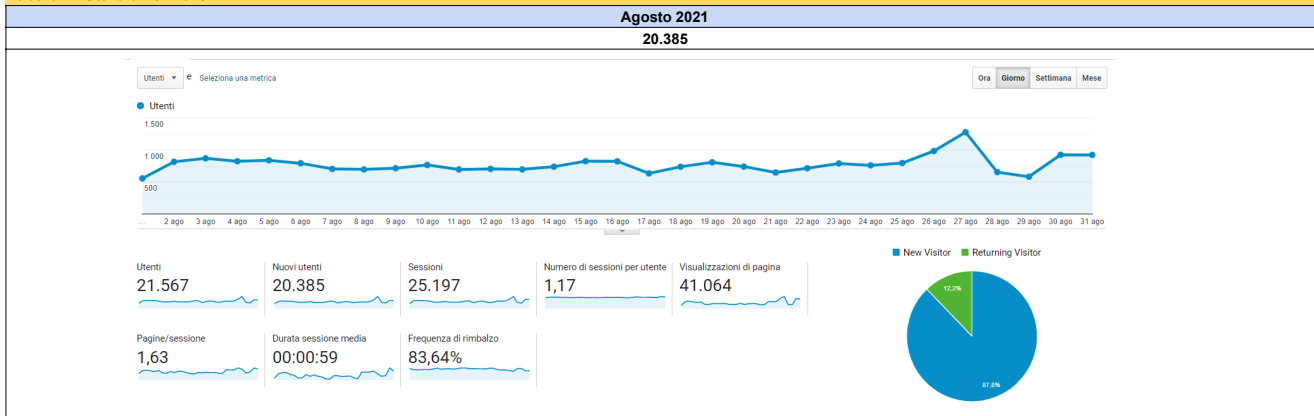 Agosto 2021
20.385
Utenti e Seleziona una metrica
Ora Giorno Settimana Mese
Utenti
1.500
1.000
500
... 2 ago 3 ago 4 ago 5 ago 6 ago 7 ago 8 ago 9 ago 10 ago 11 ago 12 ago 13 ago 14 ago 15 ago 16 ago 17 ago 18 ago 19 ago 20 ago 21 ago 22 ago 23 ago 24 ago 25 ago 26 ago 27 ago 28 ago 29 ago 30 ago 31 ago
New Visitor Returning Visitor
Utenti Nuovi utenti Sessioni Numero di sessioni per utente Visualizzazioni di pagina
21.567 20.385 25.197 1,17 41.064
12,2%
Pagine/sessione Durata sessione media Frequenza di rimbalzo
1,63 00:00:59 83,64%
87,8%